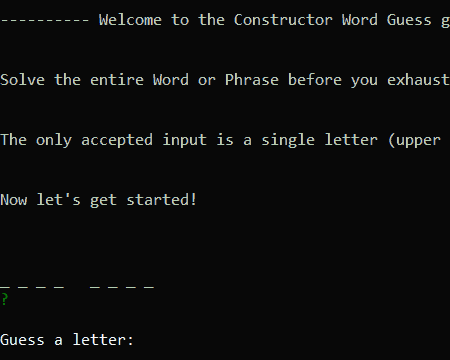 ---------- Welcome to the Constructor Word Guess g
Solve the entire Word or Phrase before you exhaust
The only accepted input is a single letter (upper
Now let's get started!
_ _ _ _   _ _ _ _
?
Guess a letter: